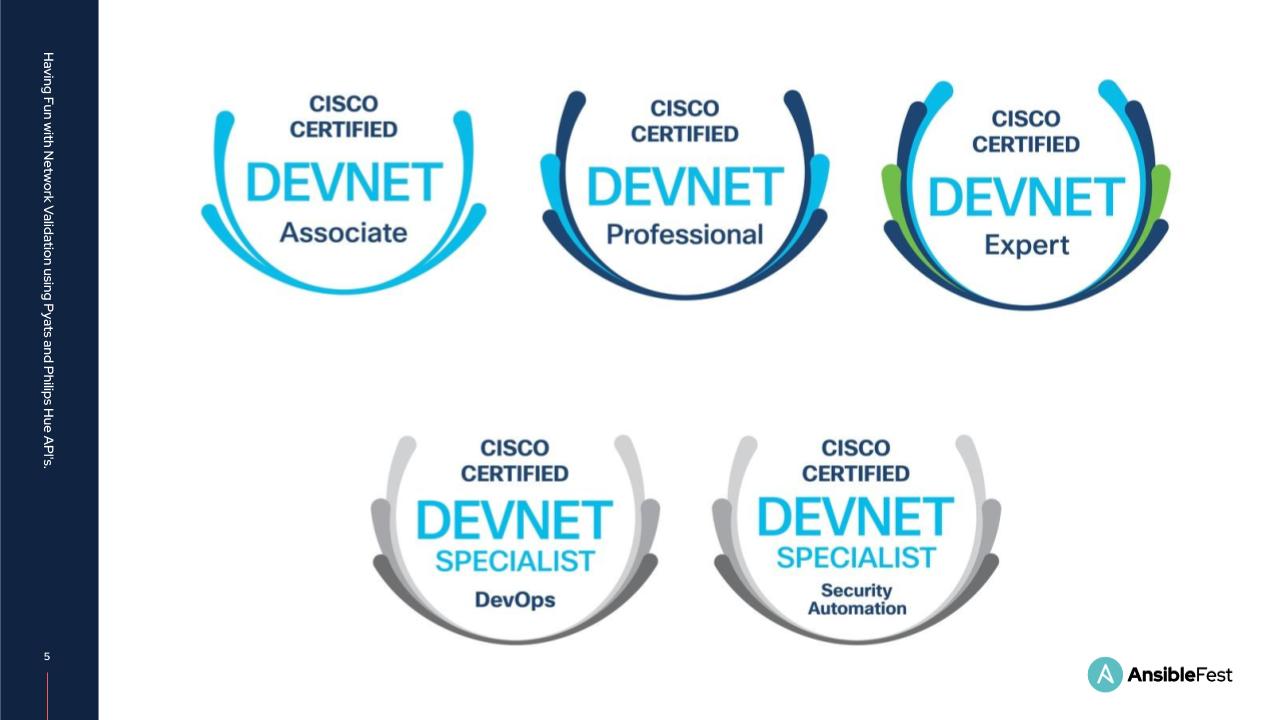 Having Fun with Network Validation using Pyats and Philips Hue API's.
CISCO
CERTIFIED
DEVNET
Associate
CISCO
CERTIFIED
DEVNET
Professional
CISCO
CERTIFIED
DEVNET
Expert
CISCO
CERTIFIED
DEVNET
SPECIALIST
DevOps
CISCO
CERTIFIED
DEVNET
SPECIALIST
Security
Automation
5
AnsibleFest